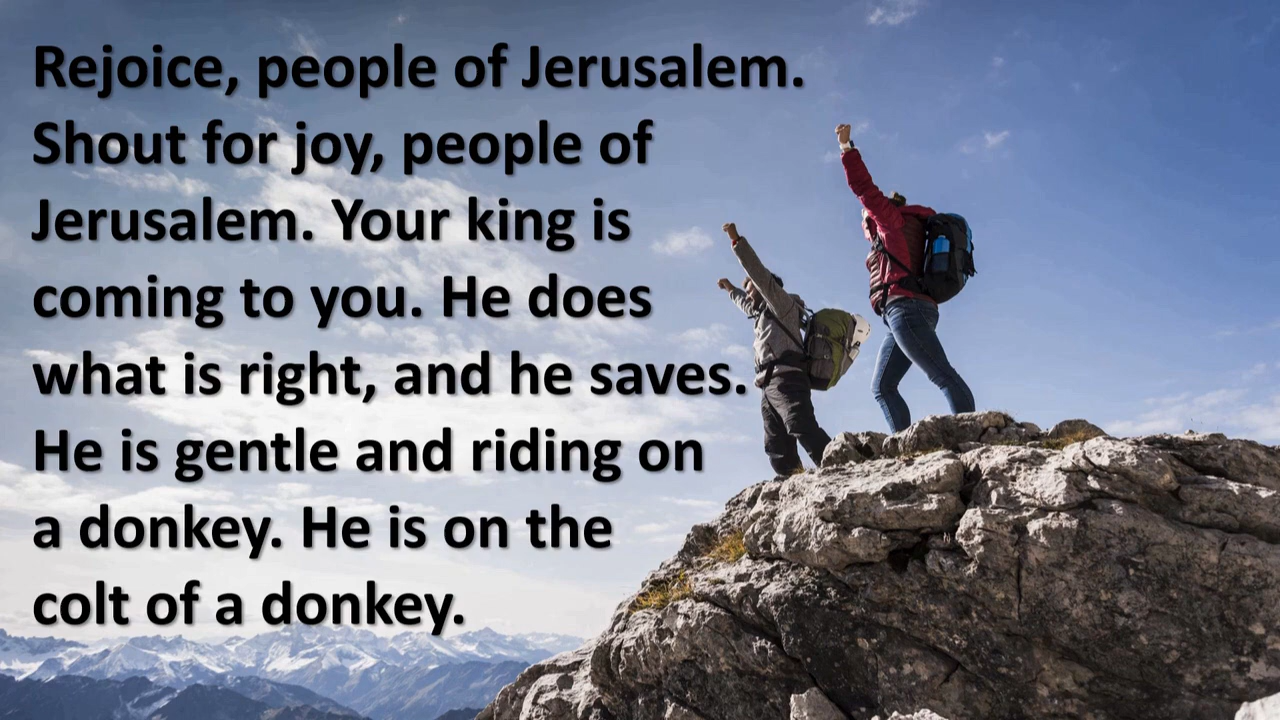 Rejoice, people of Jerusalem.
Shout for joy, people of
Jerusalem. Your king is
coming to you. He does
what is right, and he saves.
He is gentle and riding on
a donkey. He is on the
colt of a donkey.